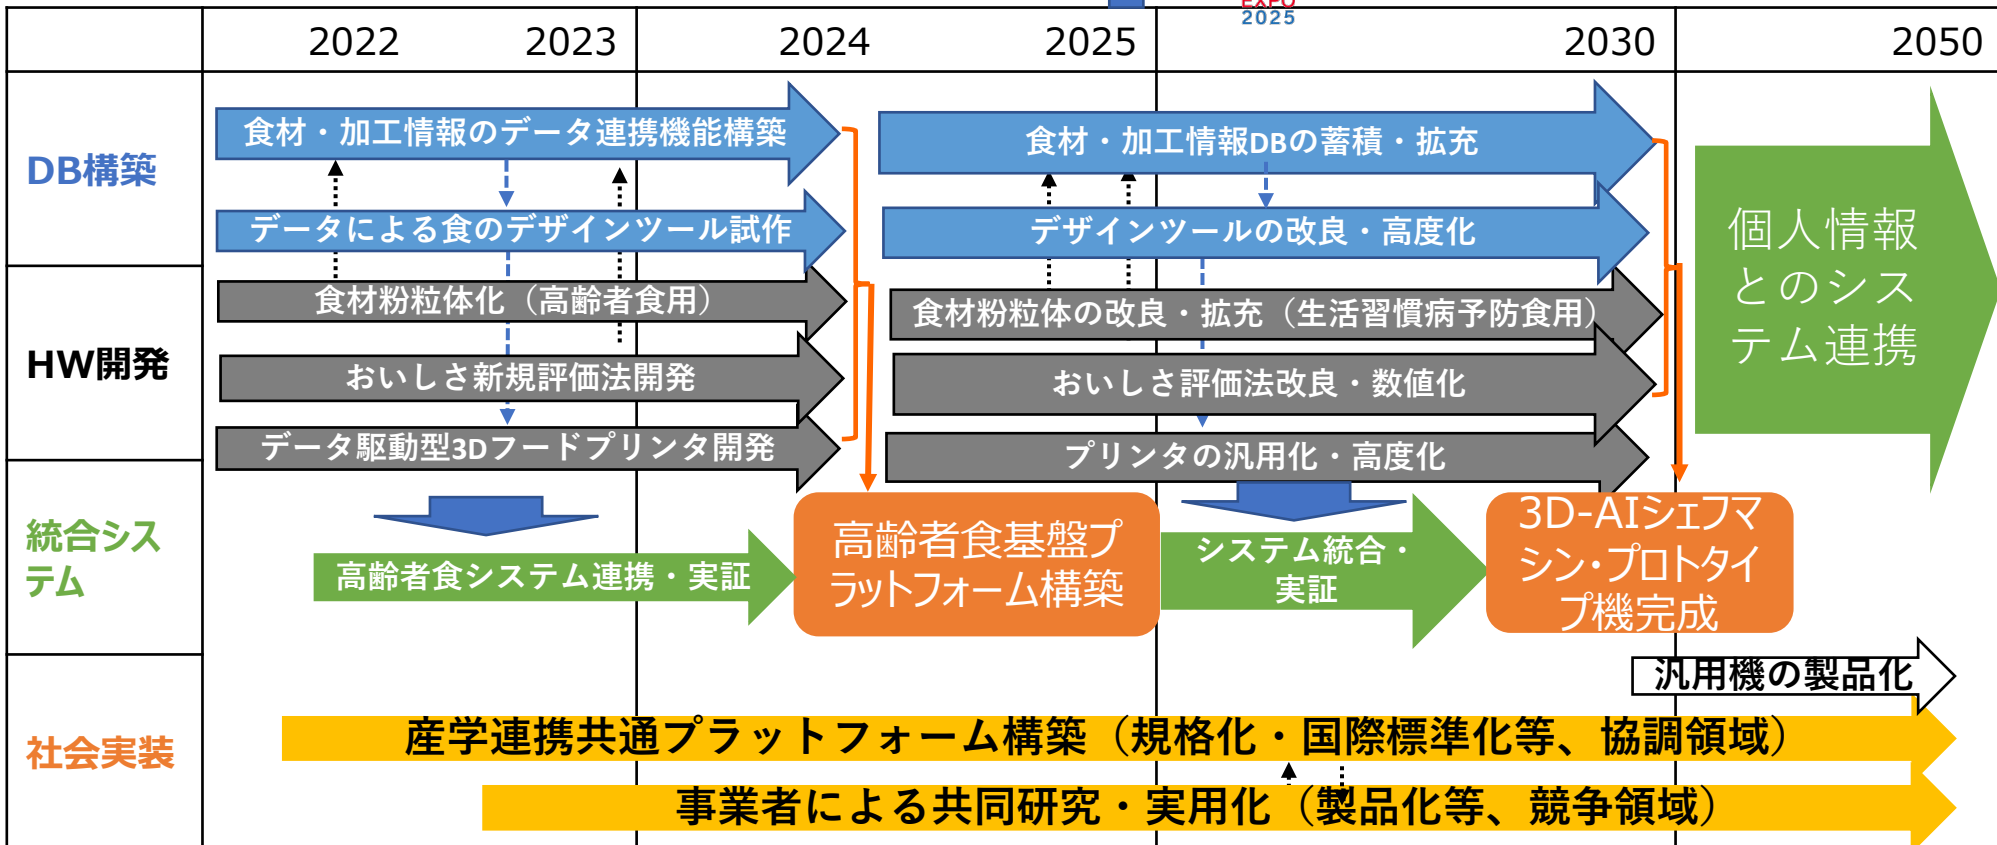 EXPO
2025
2022 2023 2024 2025 2030 2050
DB構築
食材・加工情報のデータ連携機能構築
食材・加工情報DBの蓄積・拡充
データによる食のデザインツール試作
デザインツールの改良・高度化
個人情報
とのシス
テム連携
HW開発
食材粉粒体化（高齢者食用）
食材粉粒体の改良・拡充（生活習慣病予防食用）
おいしさ新規評価法開発
おいしさ評価法改良・数値化
データ駆動型3Dフードプリンタ開発
プリンタの汎用化・高度化
統合シス
テム
高齢者食システム連携・実証
高齢者食基盤プ
ラットフォーム構築
システム統合・
実証
3D-AIシェフマ
シン・プロトタイ
プ機完成
社会実装
汎用機の製品化
産学連携共通プラットフォーム構築（規格化・国際標準化等、協調領域）
事業者による共同研究・実用化（製品化等、競争領域）